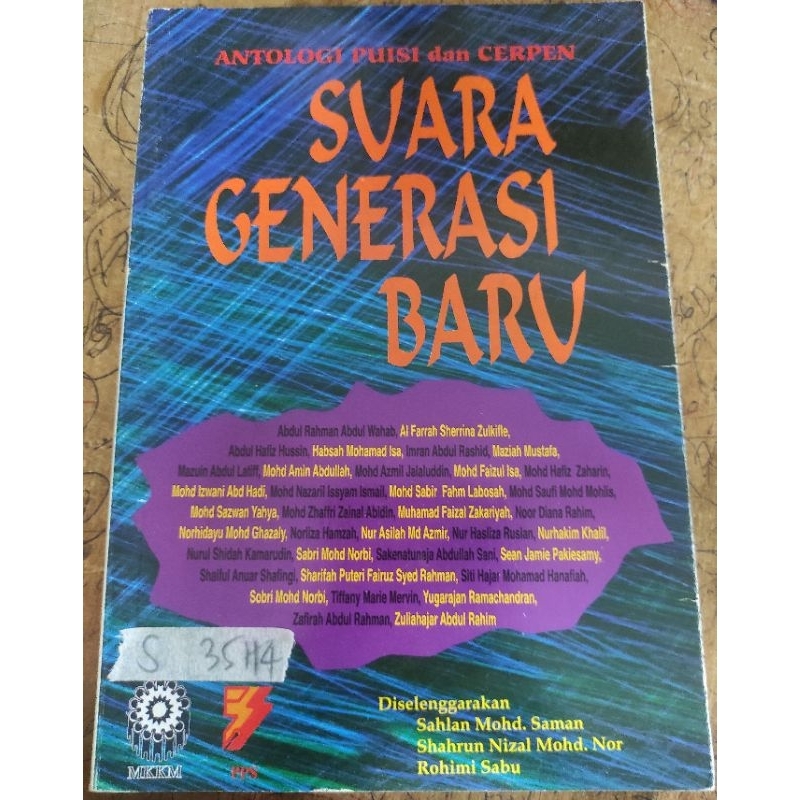 ANTOLOGI PUISI dan CERPEN
SUARA
GENERASI
BARU
Abdul Rahman Abdul Wahab, Al Farrah Sherrina Zulkifle,
Abdul Hafiz Hussin, Habsah Mohamad Isa, Imran Abdul Rashid, Maziah Mustafa,
Mazuin Abdul Latiff, Mohd Amin Abdullah, Mohd Azmil Jalaluddin, Mohd Faizul Isa, Mohd Hafiz Zaharin,
Mohd Izwani Abd Hadi, Mohd Nazaril Issyam Ismail, Mohd Sabir Fahm Labosah, Mohd Saufi Mohd Mohlis,
Mohd Sazwan Yahya, Mohd Zhaffri Zainal Abidin, Muhamad Faizal Zakariyah, Noor Diana Rahim,
Norhidayu Mohd Ghazaly, Norliza Hamzah, Nur Asilah Md Azmir, Nur Hasliza Ruslan, Nurhakim Khalil,
Nurul Shidah Kamarudin, Sabri Mohd Norbi, Sakenatunaja Abdullah Sani, Sean Jamie Pakiesamy,
Shaiful Anuar Shafingi, Sharifah Puteri Fairuz Syed Rahman, Siti Hajar Mohamad Hanafiah,
Sobri Mohd Norbi, Tiffany Marie Mervin, Yugarajan Ramachandran,
Zafirah Abdul Rahman, Zuliahajar Abdul Rahim
S 35H4
MKKM
PPS
Diselenggarakan
Sahlan Mohd. Saman
Shahrun Nizal Mohd. Nor
Rohimi Sabu